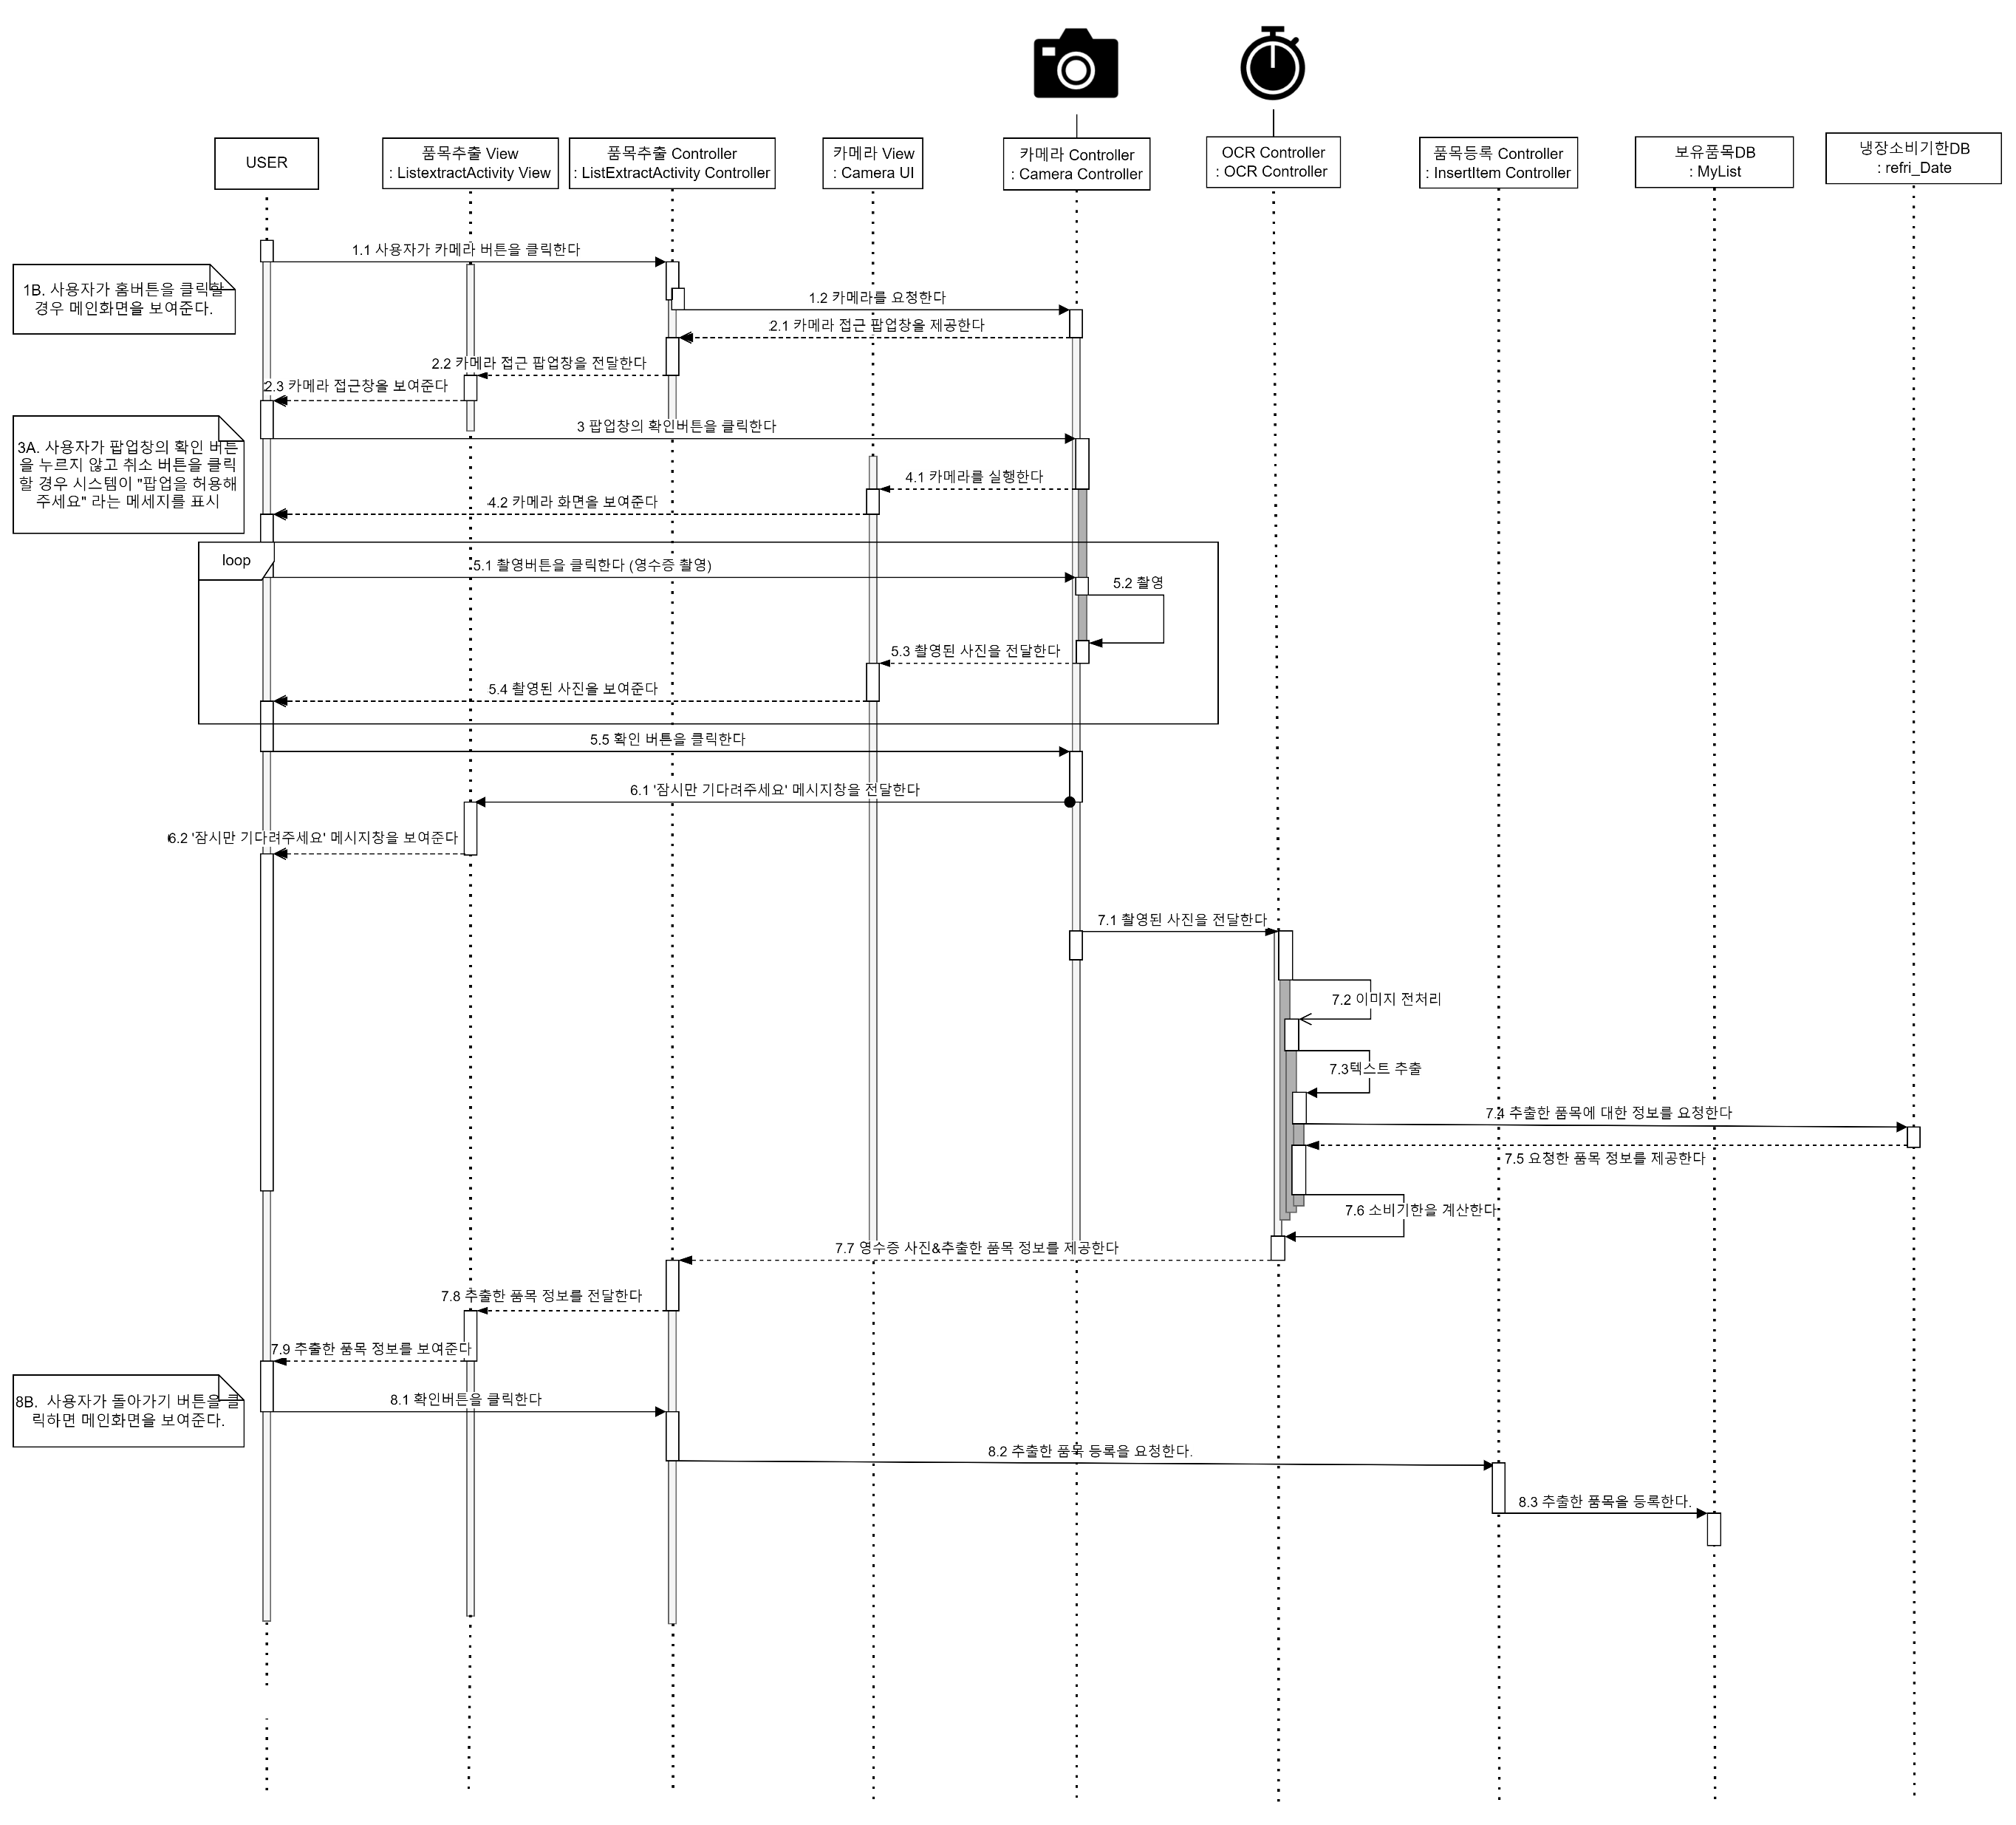 USER
품목추출 View
: ListextractActivity View
품목추출 Controller
: ListExtractActivity Controller
카메라 View
: Camera UI
카메라 Controller
: Camera Controller
OCR Controller
: OCR Controller
품목등록 Controller
: InsertItem Controller
보유품목DB
: MyList
냉장소비기한DB
: refri_Date
1.1 사용자가 카메라 버튼을 클릭한다
1B. 사용자가 홈버튼을 클릭할
경우 메인화면을 보여준다.
1.2 카메라를 요청한다
2.1 카메라 접근 팝업창을 제공한다
2.2 카메라 접근 팝업창을 전달한다
2.3 카메라 접근창을 보여준다
3 팝업창의 확인버튼을 클릭한다
3A. 사용자가 팝업창의 확인 버튼
을 누르지 않고 취소 버튼을 클릭
할 경우 시스템이 "팝업을 허용해
주세요" 라는 메세지를 표시
4.1 카메라를 실행한다
4.2 카메라 화면을 보여준다
loop
5.1 촬영버튼을 클릭한다 (영수증 촬영)
5.2 촬영
5.3 촬영된 사진을 전달한다
5.4 촬영된 사진을 보여준다
5.5 확인 버튼을 클릭한다
6.1 '잠시만 기다려주세요' 메시지창을 전달한다
6.2 '잠시만 기다려주세요' 메시지창을 보여준다
7.1 촬영된 사진을 전달한다
7.2 이미지 전처리
7.3텍스트 추출
7.4 추출한 품목에 대한 정보를 요청한다
7.5 요청한 품목 정보를 제공한다
7.6 소비기한을 계산한다
7.7 영수증 사진&추출한 품목 정보를 제공한다
7.8 추출한 품목 정보를 전달한다
7.9 추출한 품목 정보를 보여준다
8B. 사용자가 돌아가기 버튼을 클
릭하면 메인화면을 보여준다.
8.1 확인버튼을 클릭한다
8.2 추출한 품목 등록을 요청한다.
8.3 추출한 품목을 등록한다.